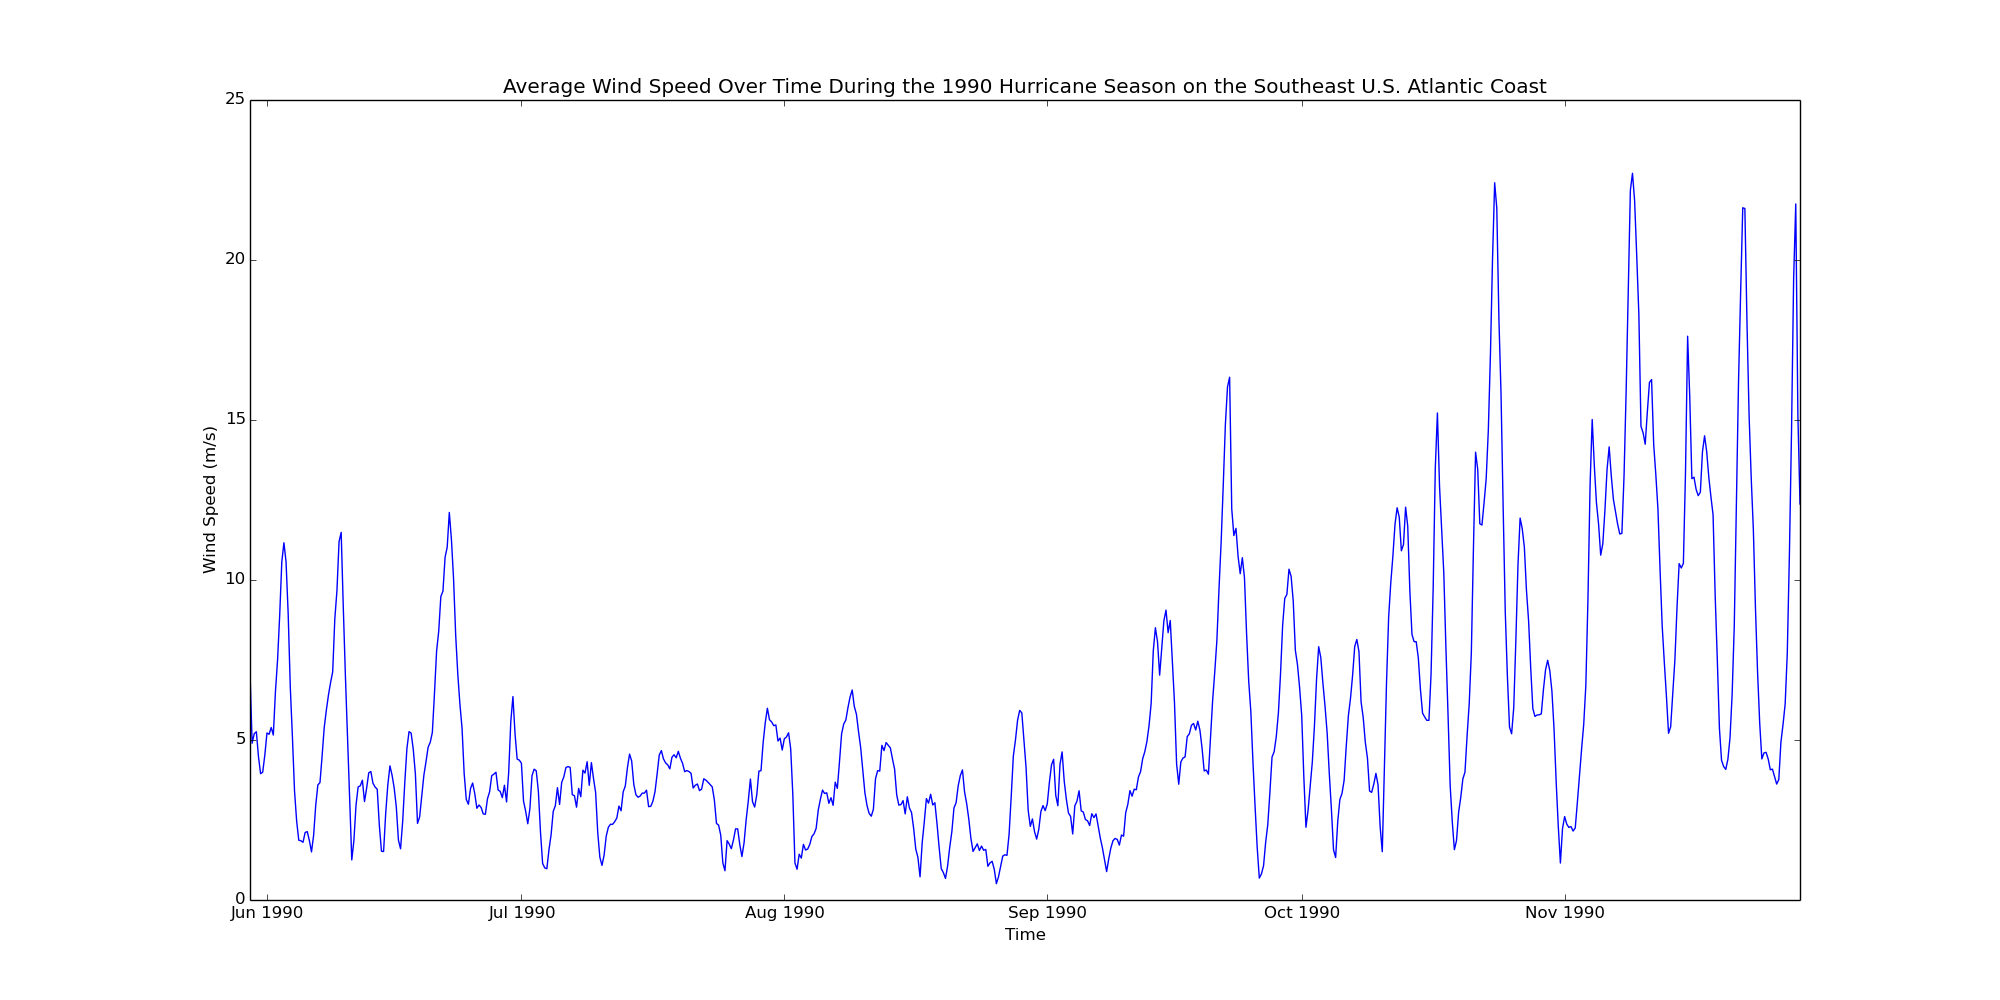 Average Wind Speed Over Time During the 1990 Hurricane Season on the Southeast U.S. Atlantic Coast
25
20
15
10
5
0
Wind Speed (m/s)
Jun 1990 Jul 1990 Aug 1990 Sep 1990 Oct 1990 Nov 1990
Time